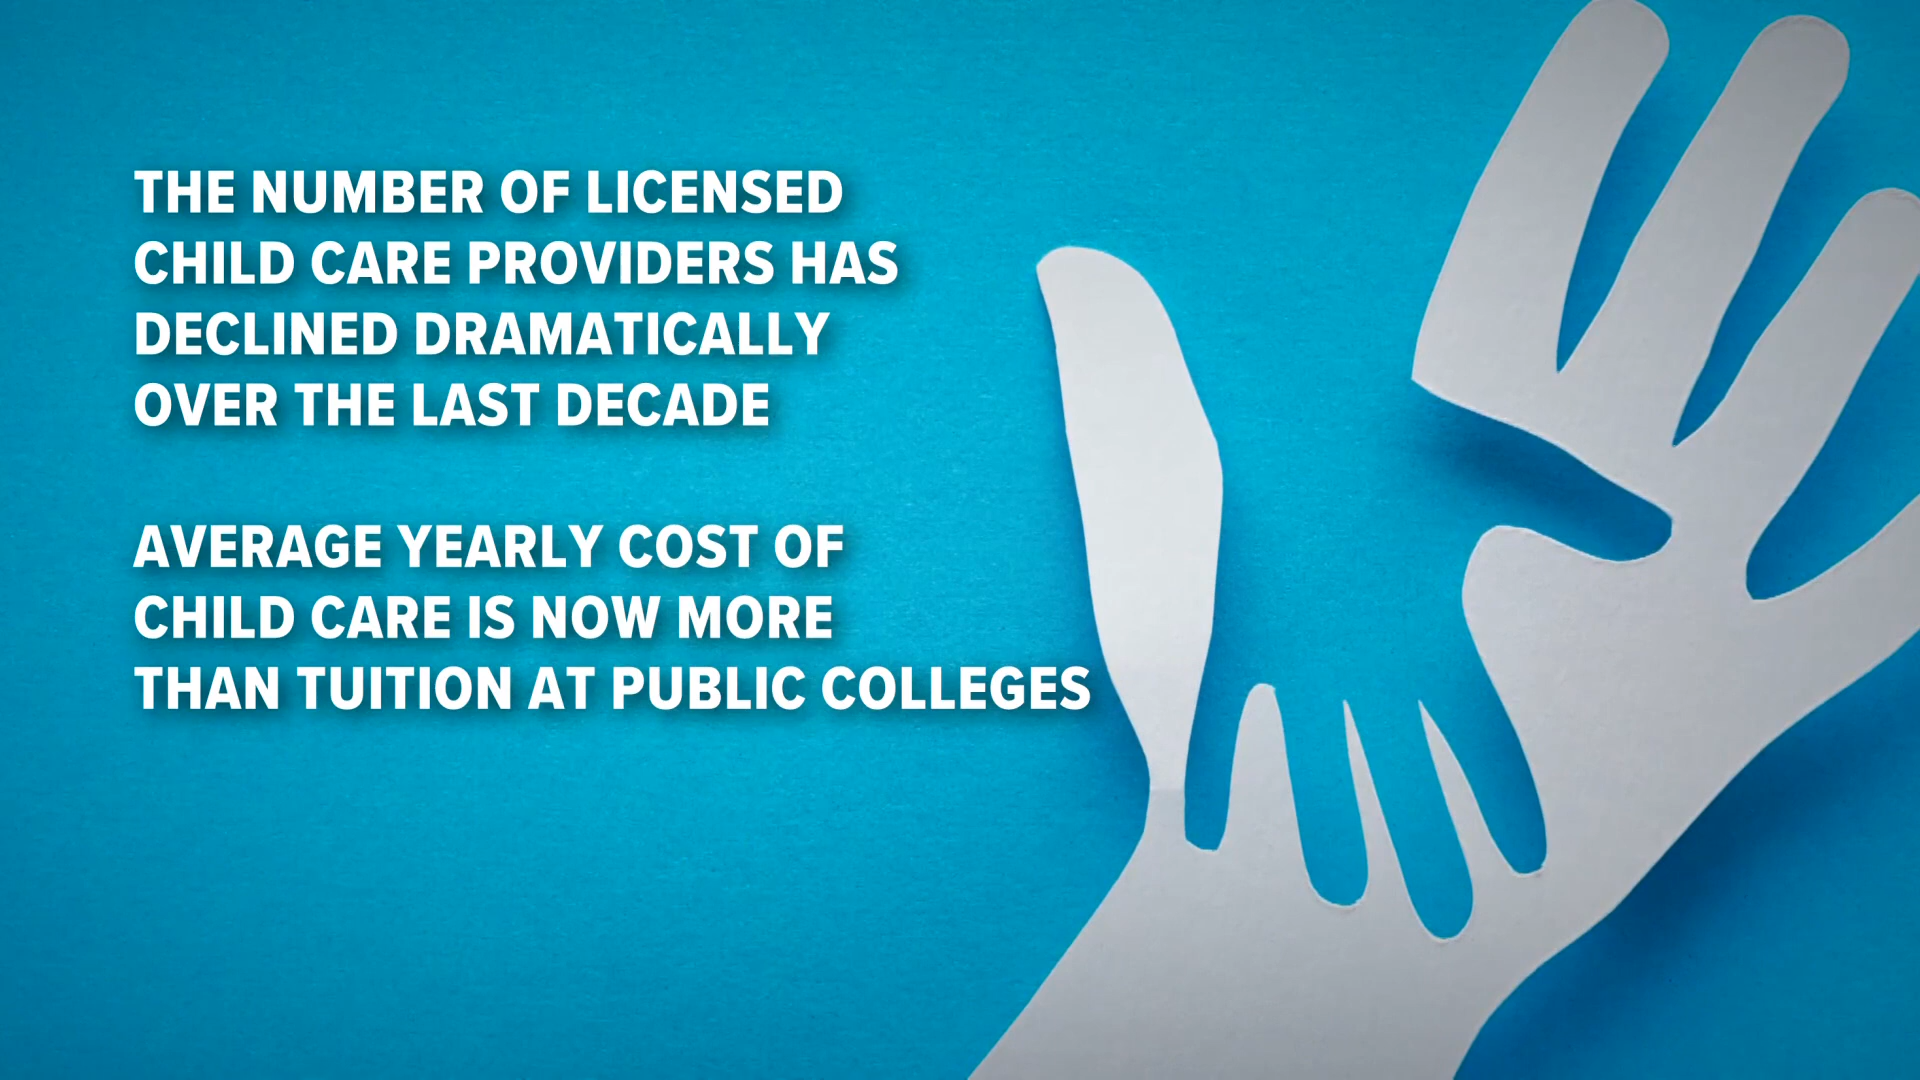 THE NUMBER OF LICENSED
CHILD CARE PROVIDERS HAS
DECLINED DRAMATICALLY
OVER THE LAST DECADE
AVERAGE YEARLY COST OF
CHILD CARE IS NOW MORE
THAN TUITION AT PUBLIC COLLEGES